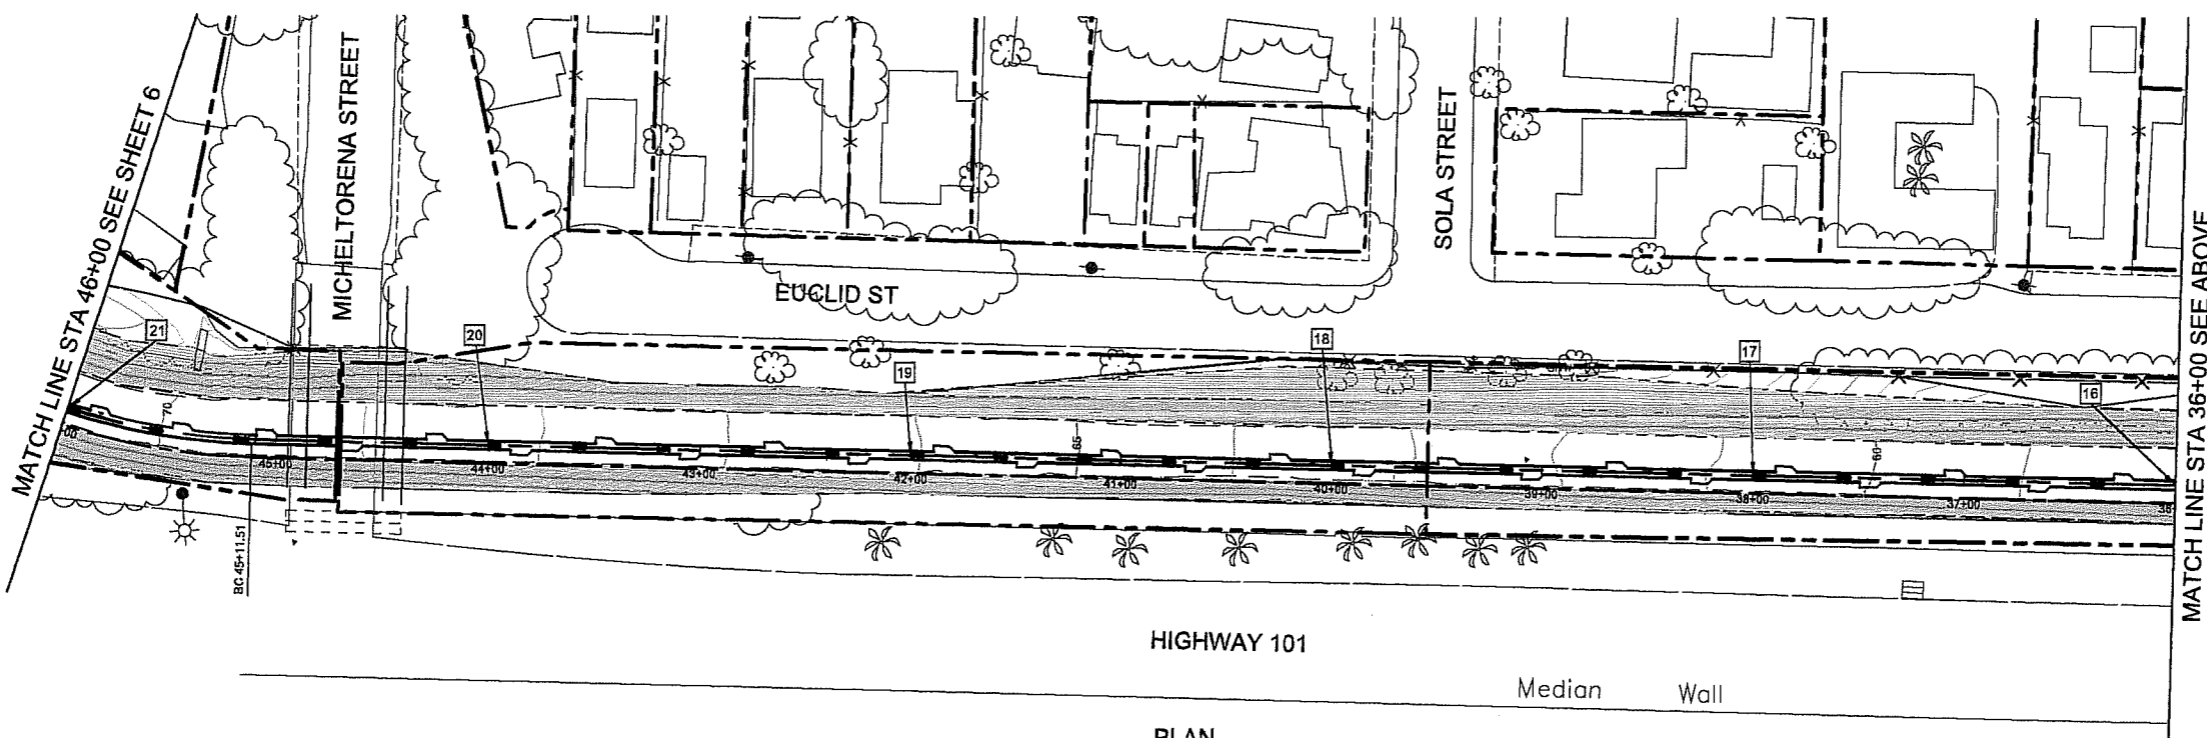 MATCH LINE STA 46+00 SEE SHEET 6
MICHELTORENA STREET
SOLA STREET
EUCLID ST
MATCH LINE STA 36+00 SEE ABOVE
21
20
19
18
17
16
70
65
60
45+00
44+00
43+00
42+00
41+00
40+00
39+00
38+00
37+00
BC 45+11.51
HIGHWAY 101
Median Wall
PLAN